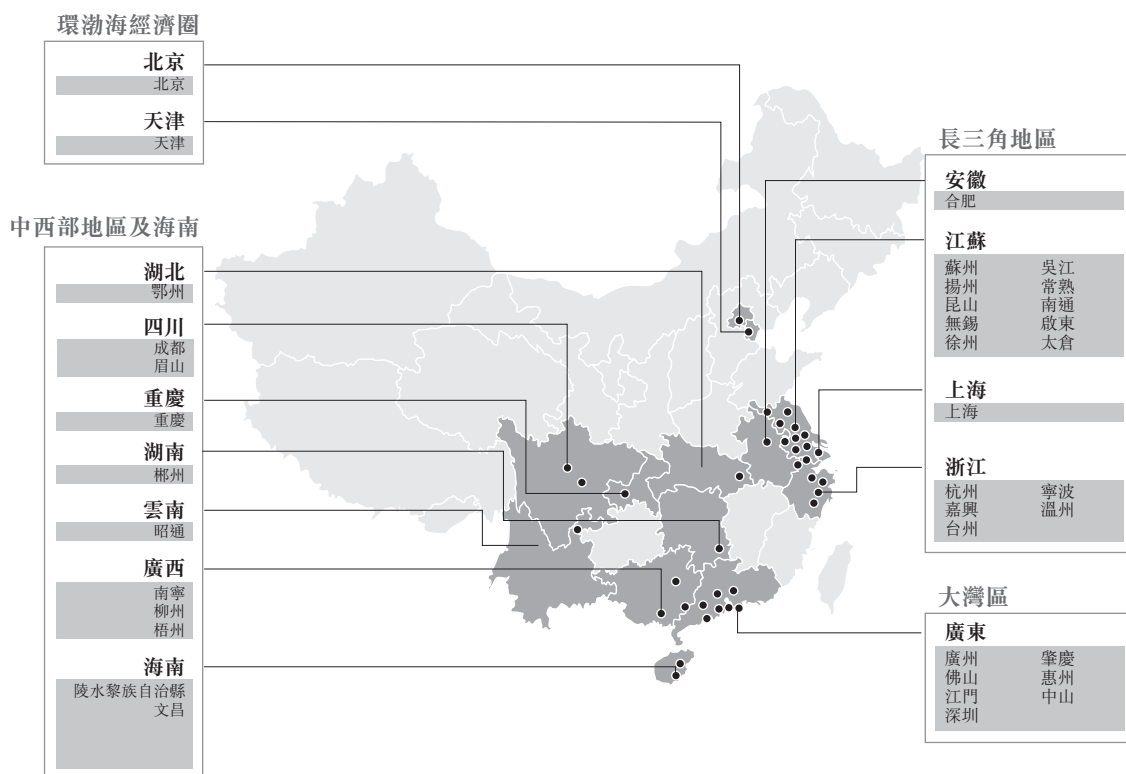 環渤海經濟圈
北京
北京
天津
天津
中西部地區及海南
湖北
鄂州
四川
成都
眉山
重慶
重慶
湖南
郴州
雲南
昭通
廣西
南寧
柳州
梧州
海南
陵水黎族自治縣
文昌
長三角地區
安徽
合肥
江蘇
蘇州 吳江
揚州 常熟
昆山 南通
無錫 啟東
徐州 太倉
上海
上海
浙江
杭州 寧波
嘉興 溫州
台州
大灣區
廣東
廣州 肇慶
佛山 惠州
江門 中山
深圳